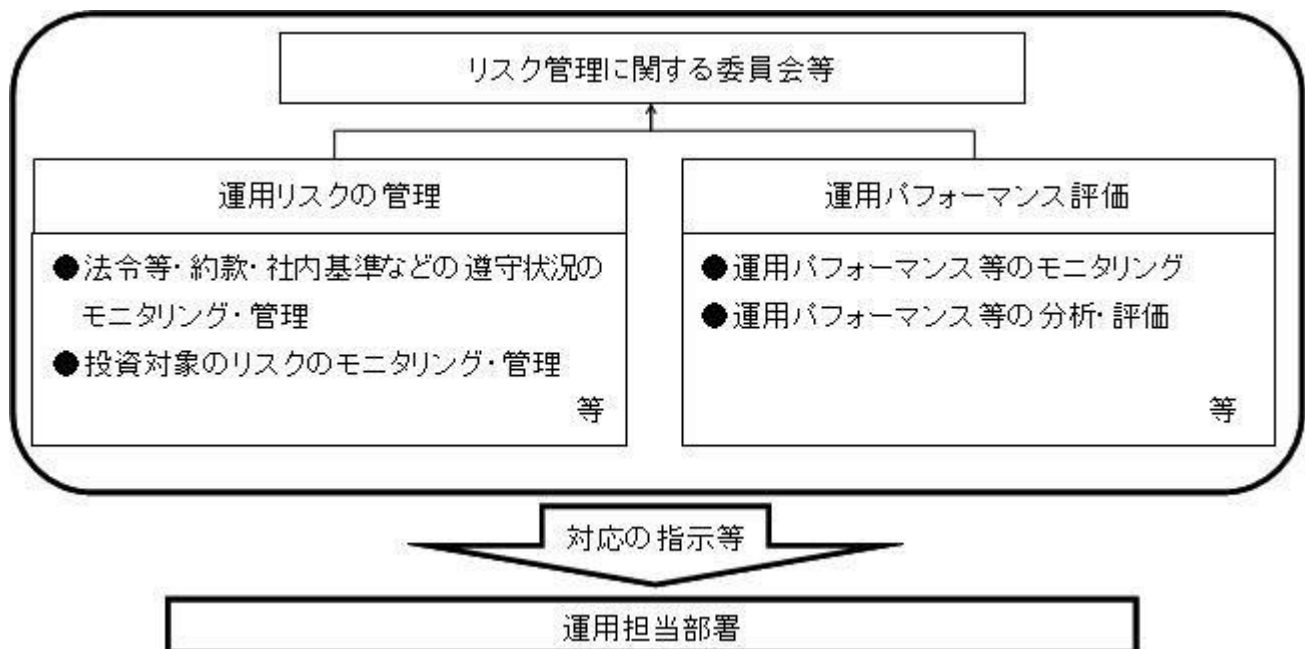 リスク管理に関する委員会等
運用リスクの管理
●法令等・約款・社内基準などの遵守状況の
モニタリング・管理
●投資対象のリスクのモニタリング・管理
等
運用パフォーマンス評価
●運用パフォーマンス等のモニタリング
●運用パフォーマンス等の分析・評価
等
対応の指示等
運用担当部署